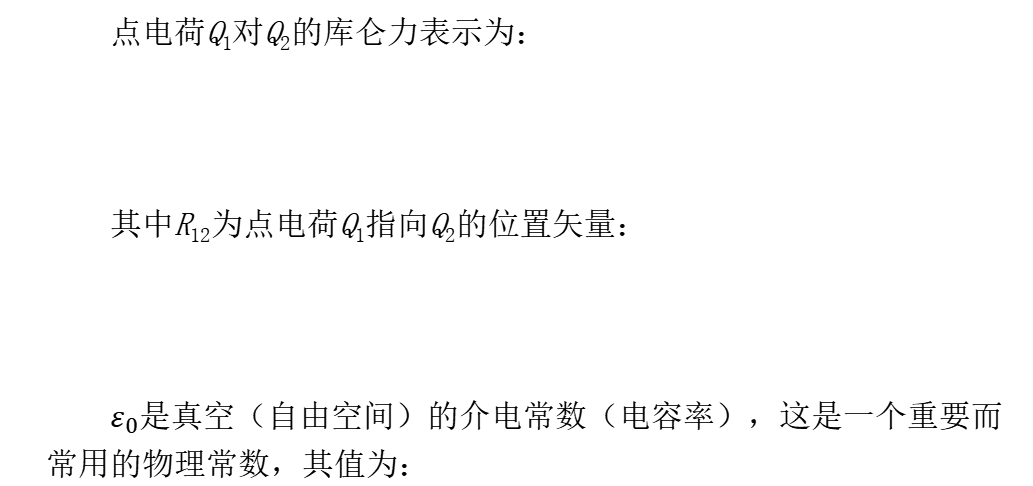 点电荷Q₁对Q₂的库仑力表示为：
其中R₁₂为点电荷Q₁指向Q₂的位置矢量：
ε₀是真空（自由空间）的介电常数（电容率），这是一个重要而
常用的物理常数，其值为：